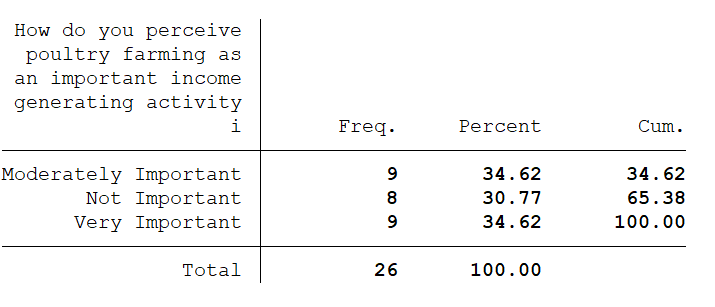 How do you perceive
poultry farming as
an important income
generating activity
i Freq. Percent Cum.
Moderately Important 9 34.62 34.62
Not Important 8 30.77 65.38
Very Important 9 34.62 100.00
Total 26 100.00